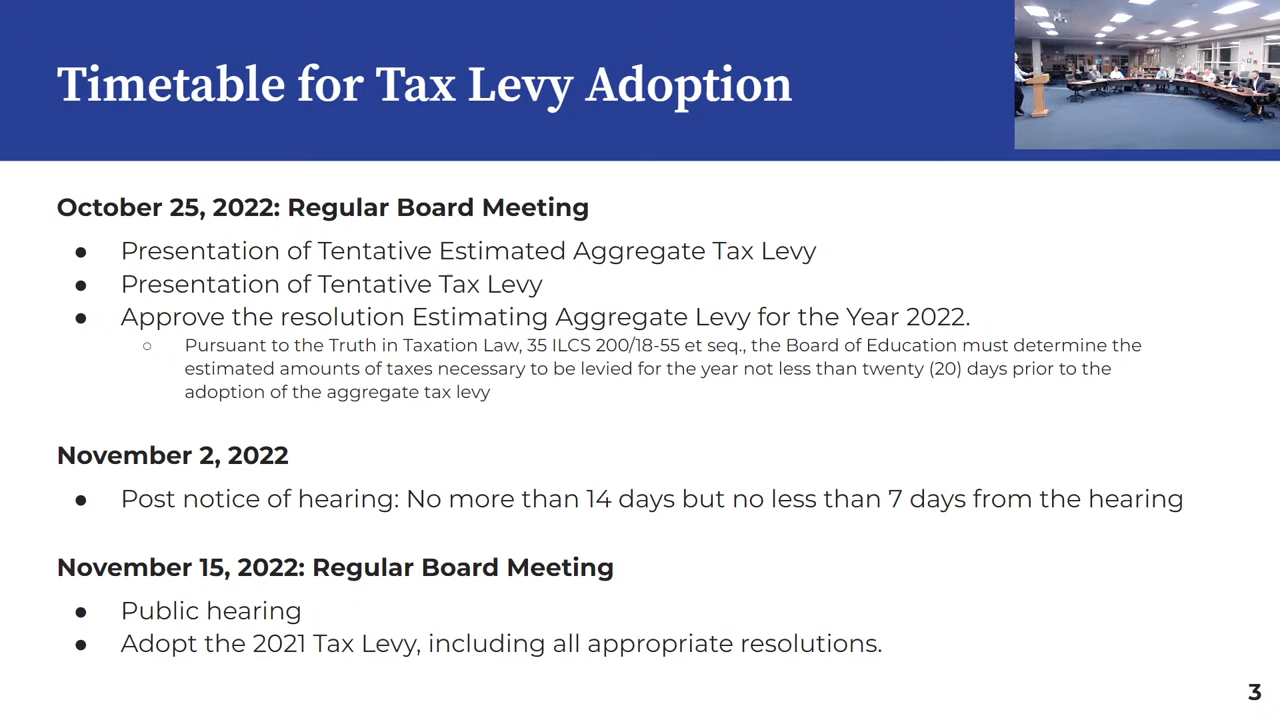 Timetable for Tax Levy Adoption
October 25, 2022: Regular Board Meeting
● Presentation of Tentative Estimated Aggregate Tax Levy
● Presentation of Tentative Tax Levy
● Approve the resolution Estimating Aggregate Levy for the Year 2022.
○ Pursuant to the Truth in Taxation Law, 35 ILCS 200/18-55 et seq., the Board of Education must determine the
estimated amounts of taxes necessary to be levied for the year not less than twenty (20) days prior to the
adoption of the aggregate tax levy
November 2, 2022
● Post notice of hearing: No more than 14 days but no less than 7 days from the hearing
November 15, 2022: Regular Board Meeting
● Public hearing
● Adopt the 2021 Tax Levy, including all appropriate resolutions.
3